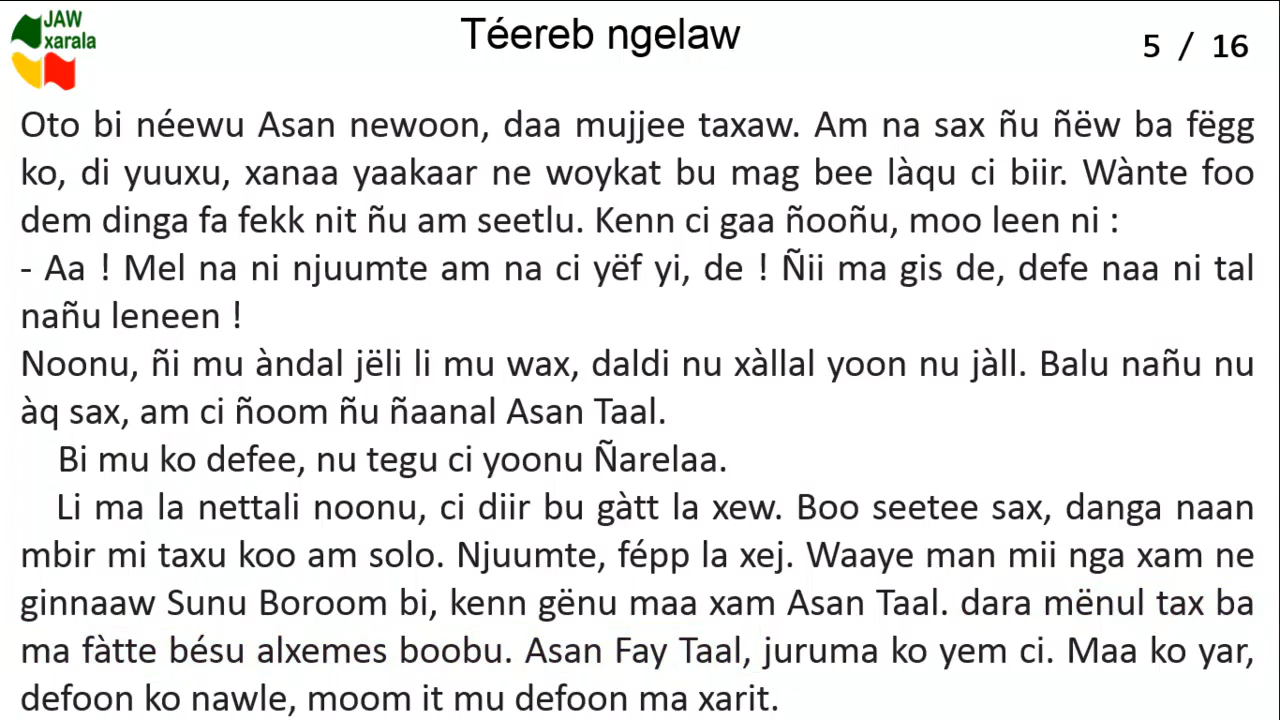 JAW
xarala
Téereb ngelaw
5 / 16
Oto bi néewu Asan newoon, daa mujjee taxaw. Am na sax ñu ñëw ba fëgg
ko, di yuuxu, xanaa yaakaar ne woykat bu mag bee làqu ci biir. Wànte foo
dem dinga fa fekk nit ñu am seetlu. Kenn ci gaa ñooñu, moo leen ni :
- Aa ! Mel na ni njuumte am na ci yëf yi, de ! Ñii ma gis de, defe naa ni tal
nañu leneen !
Noonu, ñi mu àndal jëli li mu wax, daldi nu xàllal yoon nu jàll. Balu nañu nu
àq sax, am ci ñoom ñu ñaanal Asan Taal.
Bi mu ko defee, nu tegu ci yoonu Ñarelaa.
Li ma la nettali noonu, ci diir bu gàtt la xew. Boo seetee sax, danga naan
mbir mi taxu koo am solo. Njuumte, fépp la xej. Waaye man mii nga xam ne
ginnaaw Sunu Boroom bi, kenn gënu maa xam Asan Taal. dara mënul tax ba
ma fàtte bésu alxemes boobu. Asan Fay Taal, juruma ko yem ci. Maa ko yar,
defoon ko nawle, moom it mu defoon ma xarit.